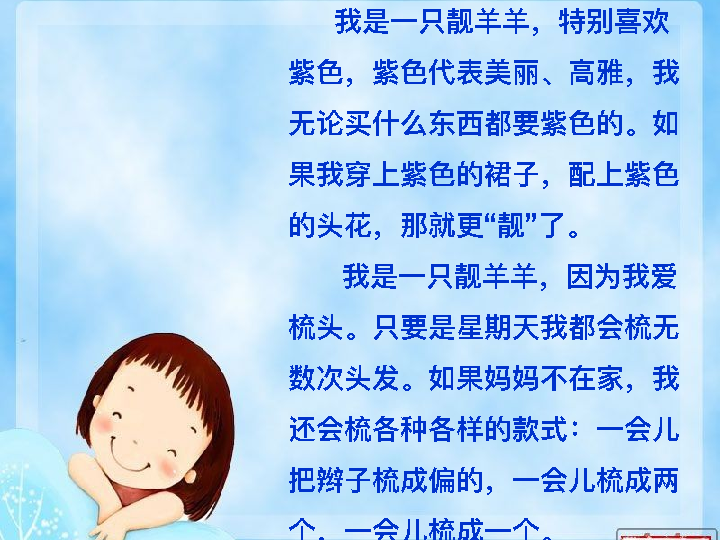 我是一只靓羊羊，特别喜欢
紫色，紫色代表美丽、高雅，我
无论买什么东西都要紫色的。如
果我穿上紫色的裙子，配上紫色
的头花，那就更“靓”了。
我是一只靓羊羊，因为我爱
梳头。只要是星期天我都会梳无
数次头发。如果妈妈不在家，我
还会梳各种各样的款式：一会儿
把辫子梳成偏的，一会儿梳成两
个，一会儿梳成一个。